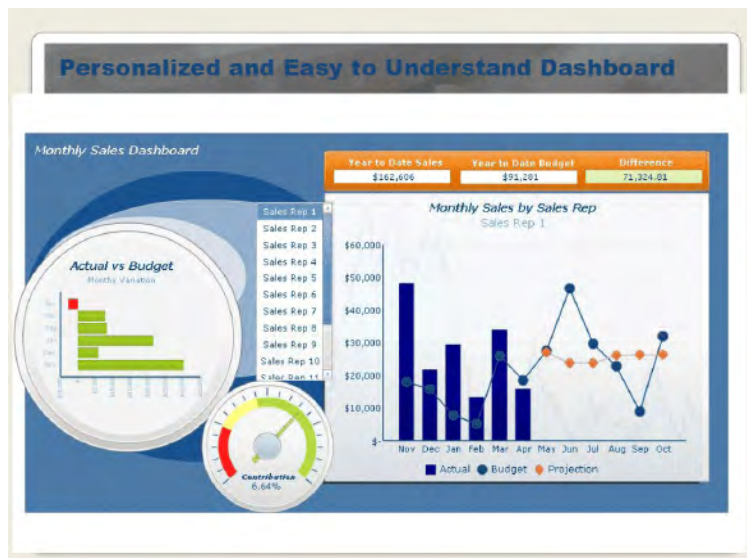 Personalized and Easy to Understand Dashboard
Monthly Sales Dashboard
Year to Date Sales
Year to Date Budget
Difference
$162,606
$91,281
71,324.81
Actual vs Budget
Monthly Variation
Sales Rep 1
Sales Rep 2
Sales Rep 3
Sales Rep 4
Sales Rep 5
Sales Rep 6
Sales Rep 7
Sales Rep 8
Sales Rep 9
Sales Rep 10
Sales Rep 11
Contribution
6.64%
Monthly Sales by Sales Rep
Sales Rep 1
$60,000
$50,000
$40,000
$30,000
$20,000
$10,000
$-
Nov Dec Jan Feb Mar Apr May Jun Jul Aug Sep Oct
Actual Budget Projection